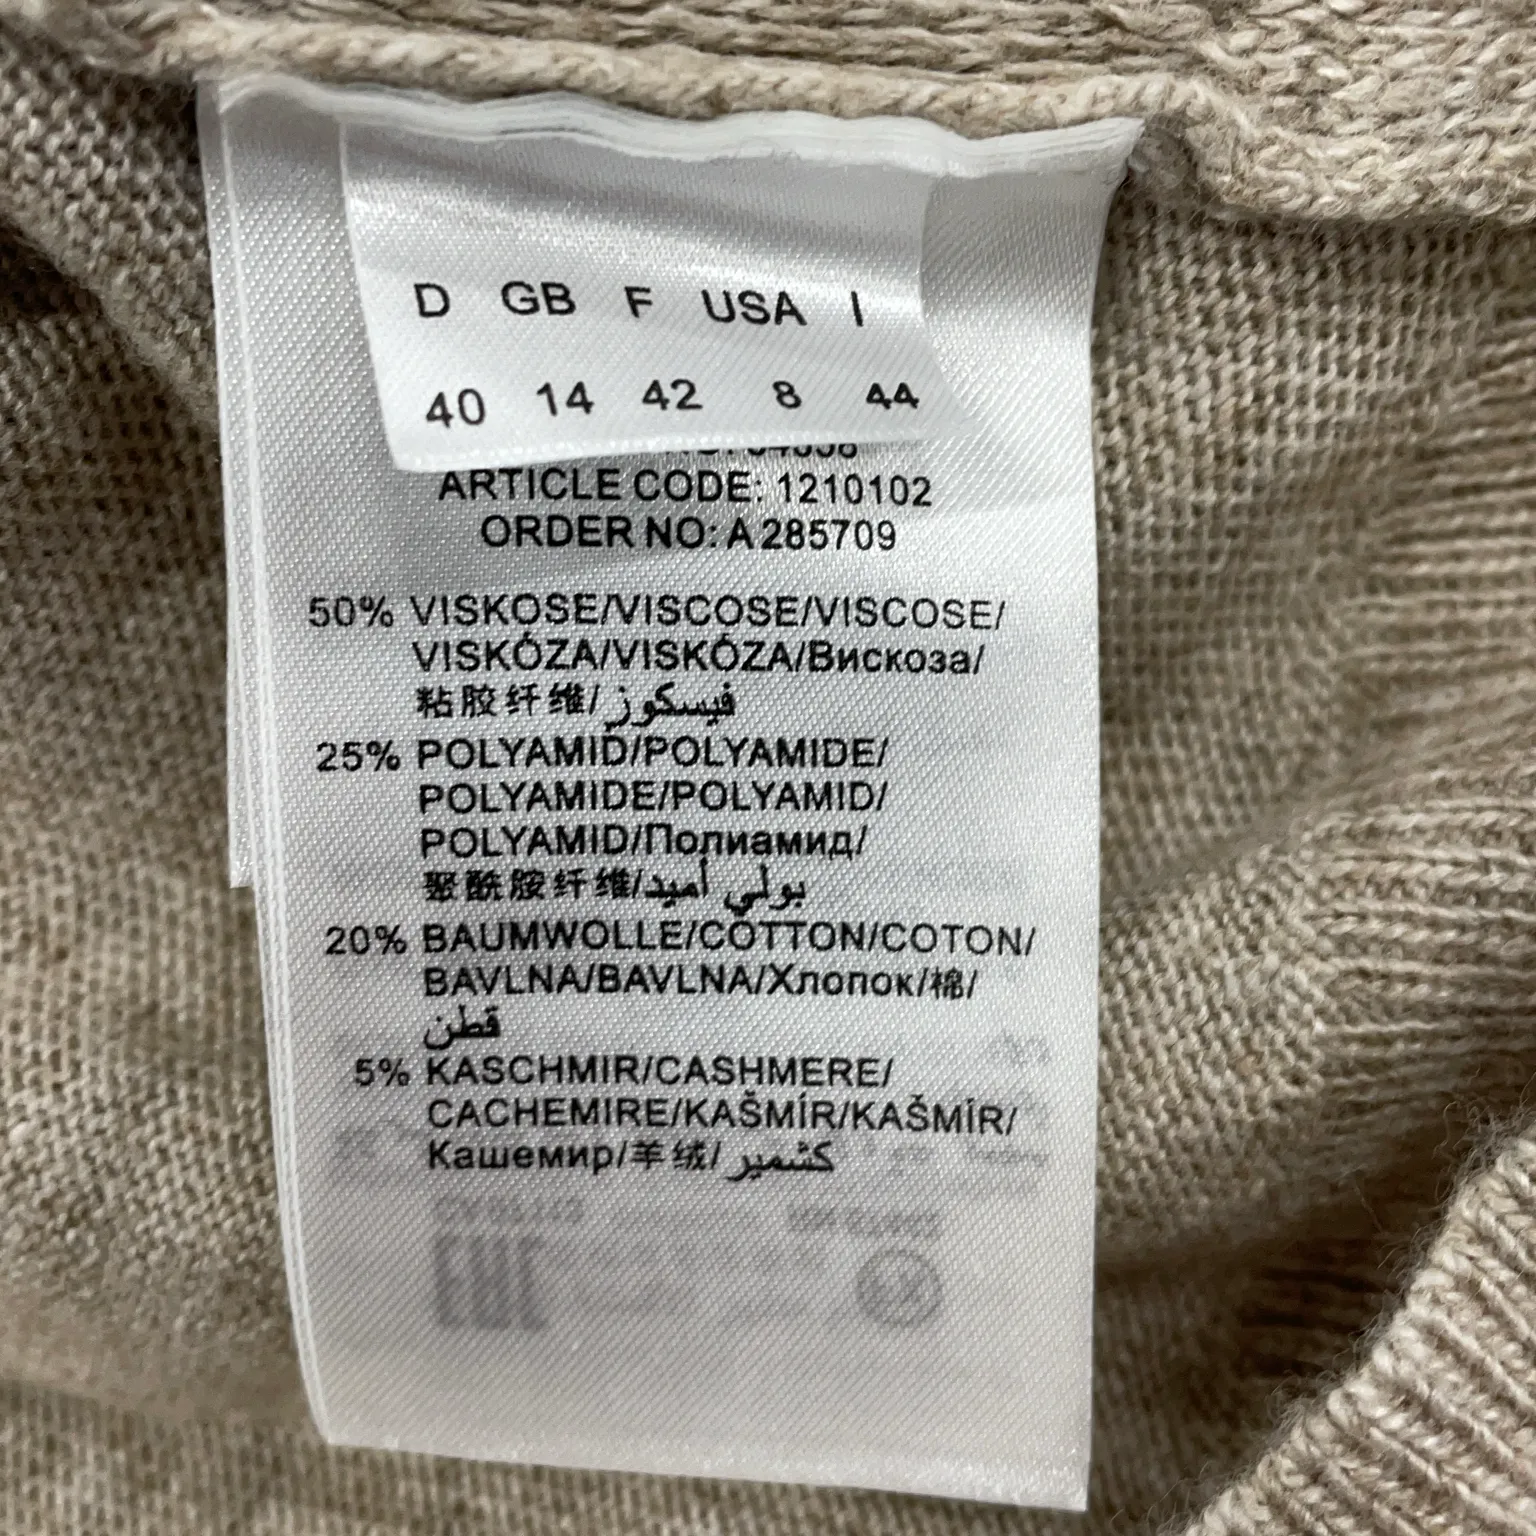 D GB F USA I
40 14 42 8 44
ARTICLE CODE: 1210102
ORDER NO: A285709
50% VISKOSE/VISCOSE/VISCOSE/
VISKÓZA/VISKÓZA/Вискоза/
粘胶纤维/فيسكوز
25% POLYAMID/POLYAMIDE/
POLYAMIDE/POLYAMID/
POLYAMID/Полиамид/
聚酰胺纤维/بولي أميد
20% BAUMWOLLE/COTTON/COTON/
BAVLNA/BAVLNA/Хлопок/棉/
قطن
5% KASCHMIR/CASHMERE/
CACHEMIRE/KAŠMÍR/KAŠMÍR/
Кашемир/羊绒/كشمير